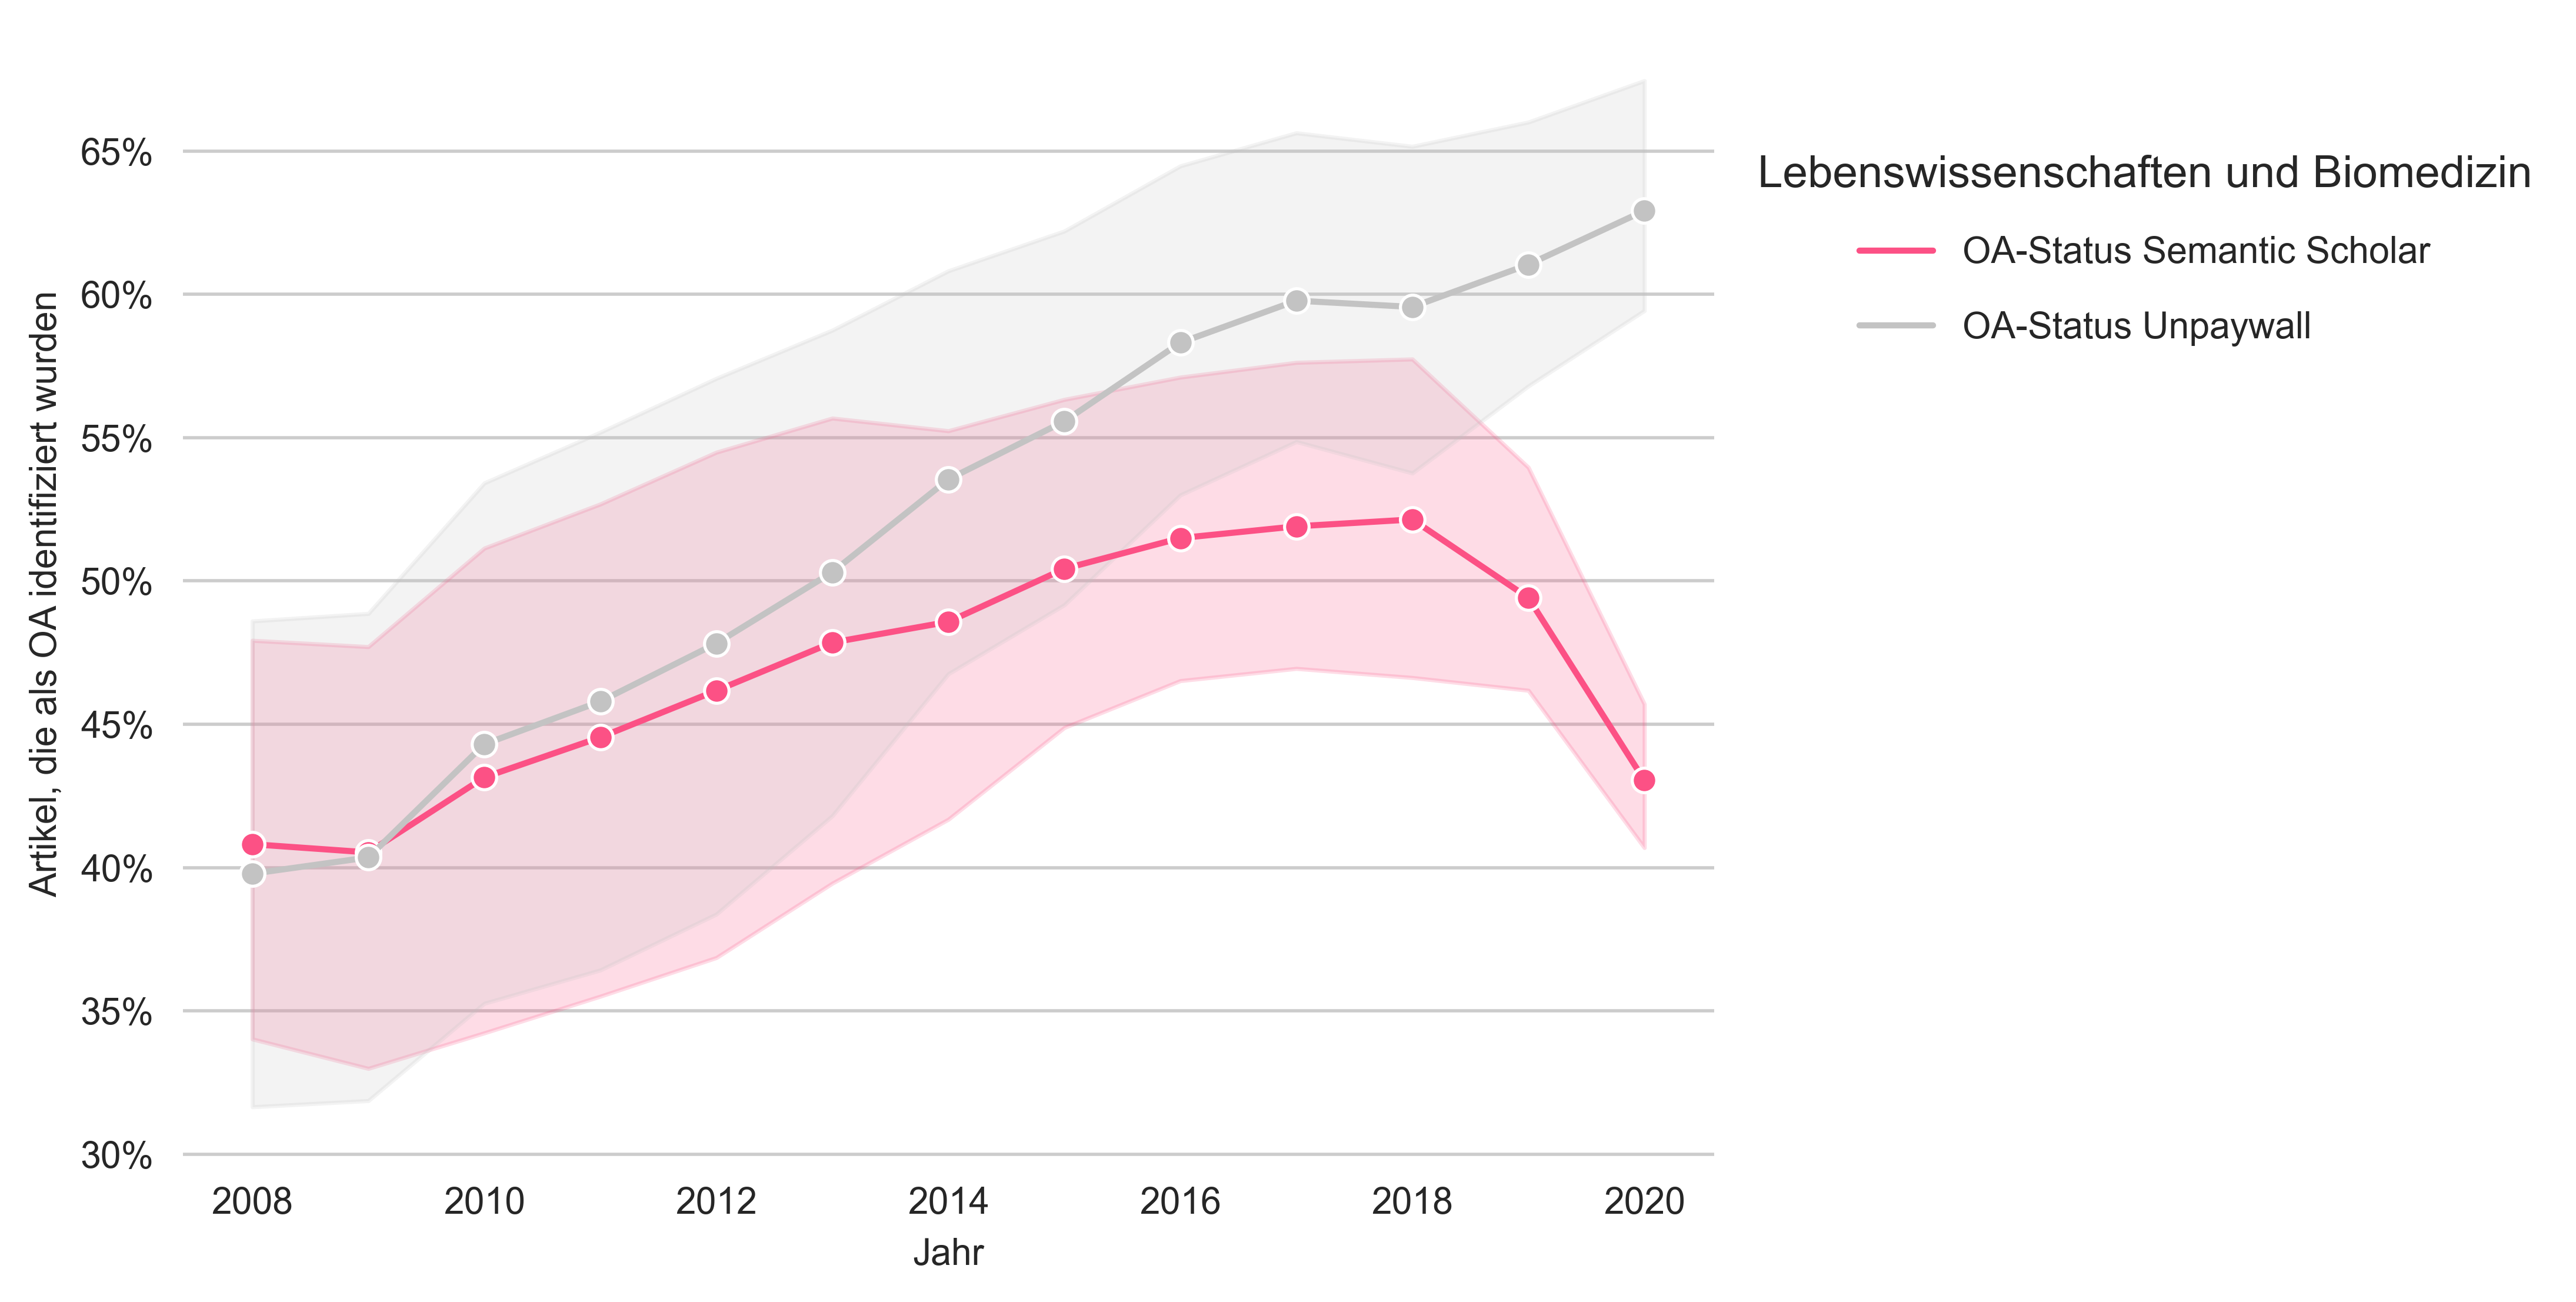 65%
60%
55%
50%
45%
40%
35%
30%
Artikel, die als OA identifiziert wurden
2008 2010 2012 2014 2016 2018 2020
Jahr
Lebenswissenschaften und Biomedizin
OA-Status Semantic Scholar
OA-Status Unpaywall